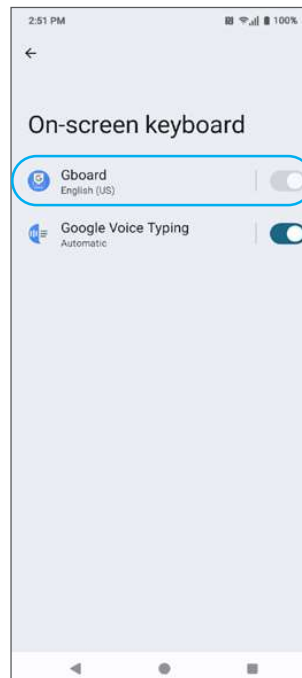 2:51 PM 100%
On-screen keyboard
Gboard
English (US)
Google Voice Typing
Automatic